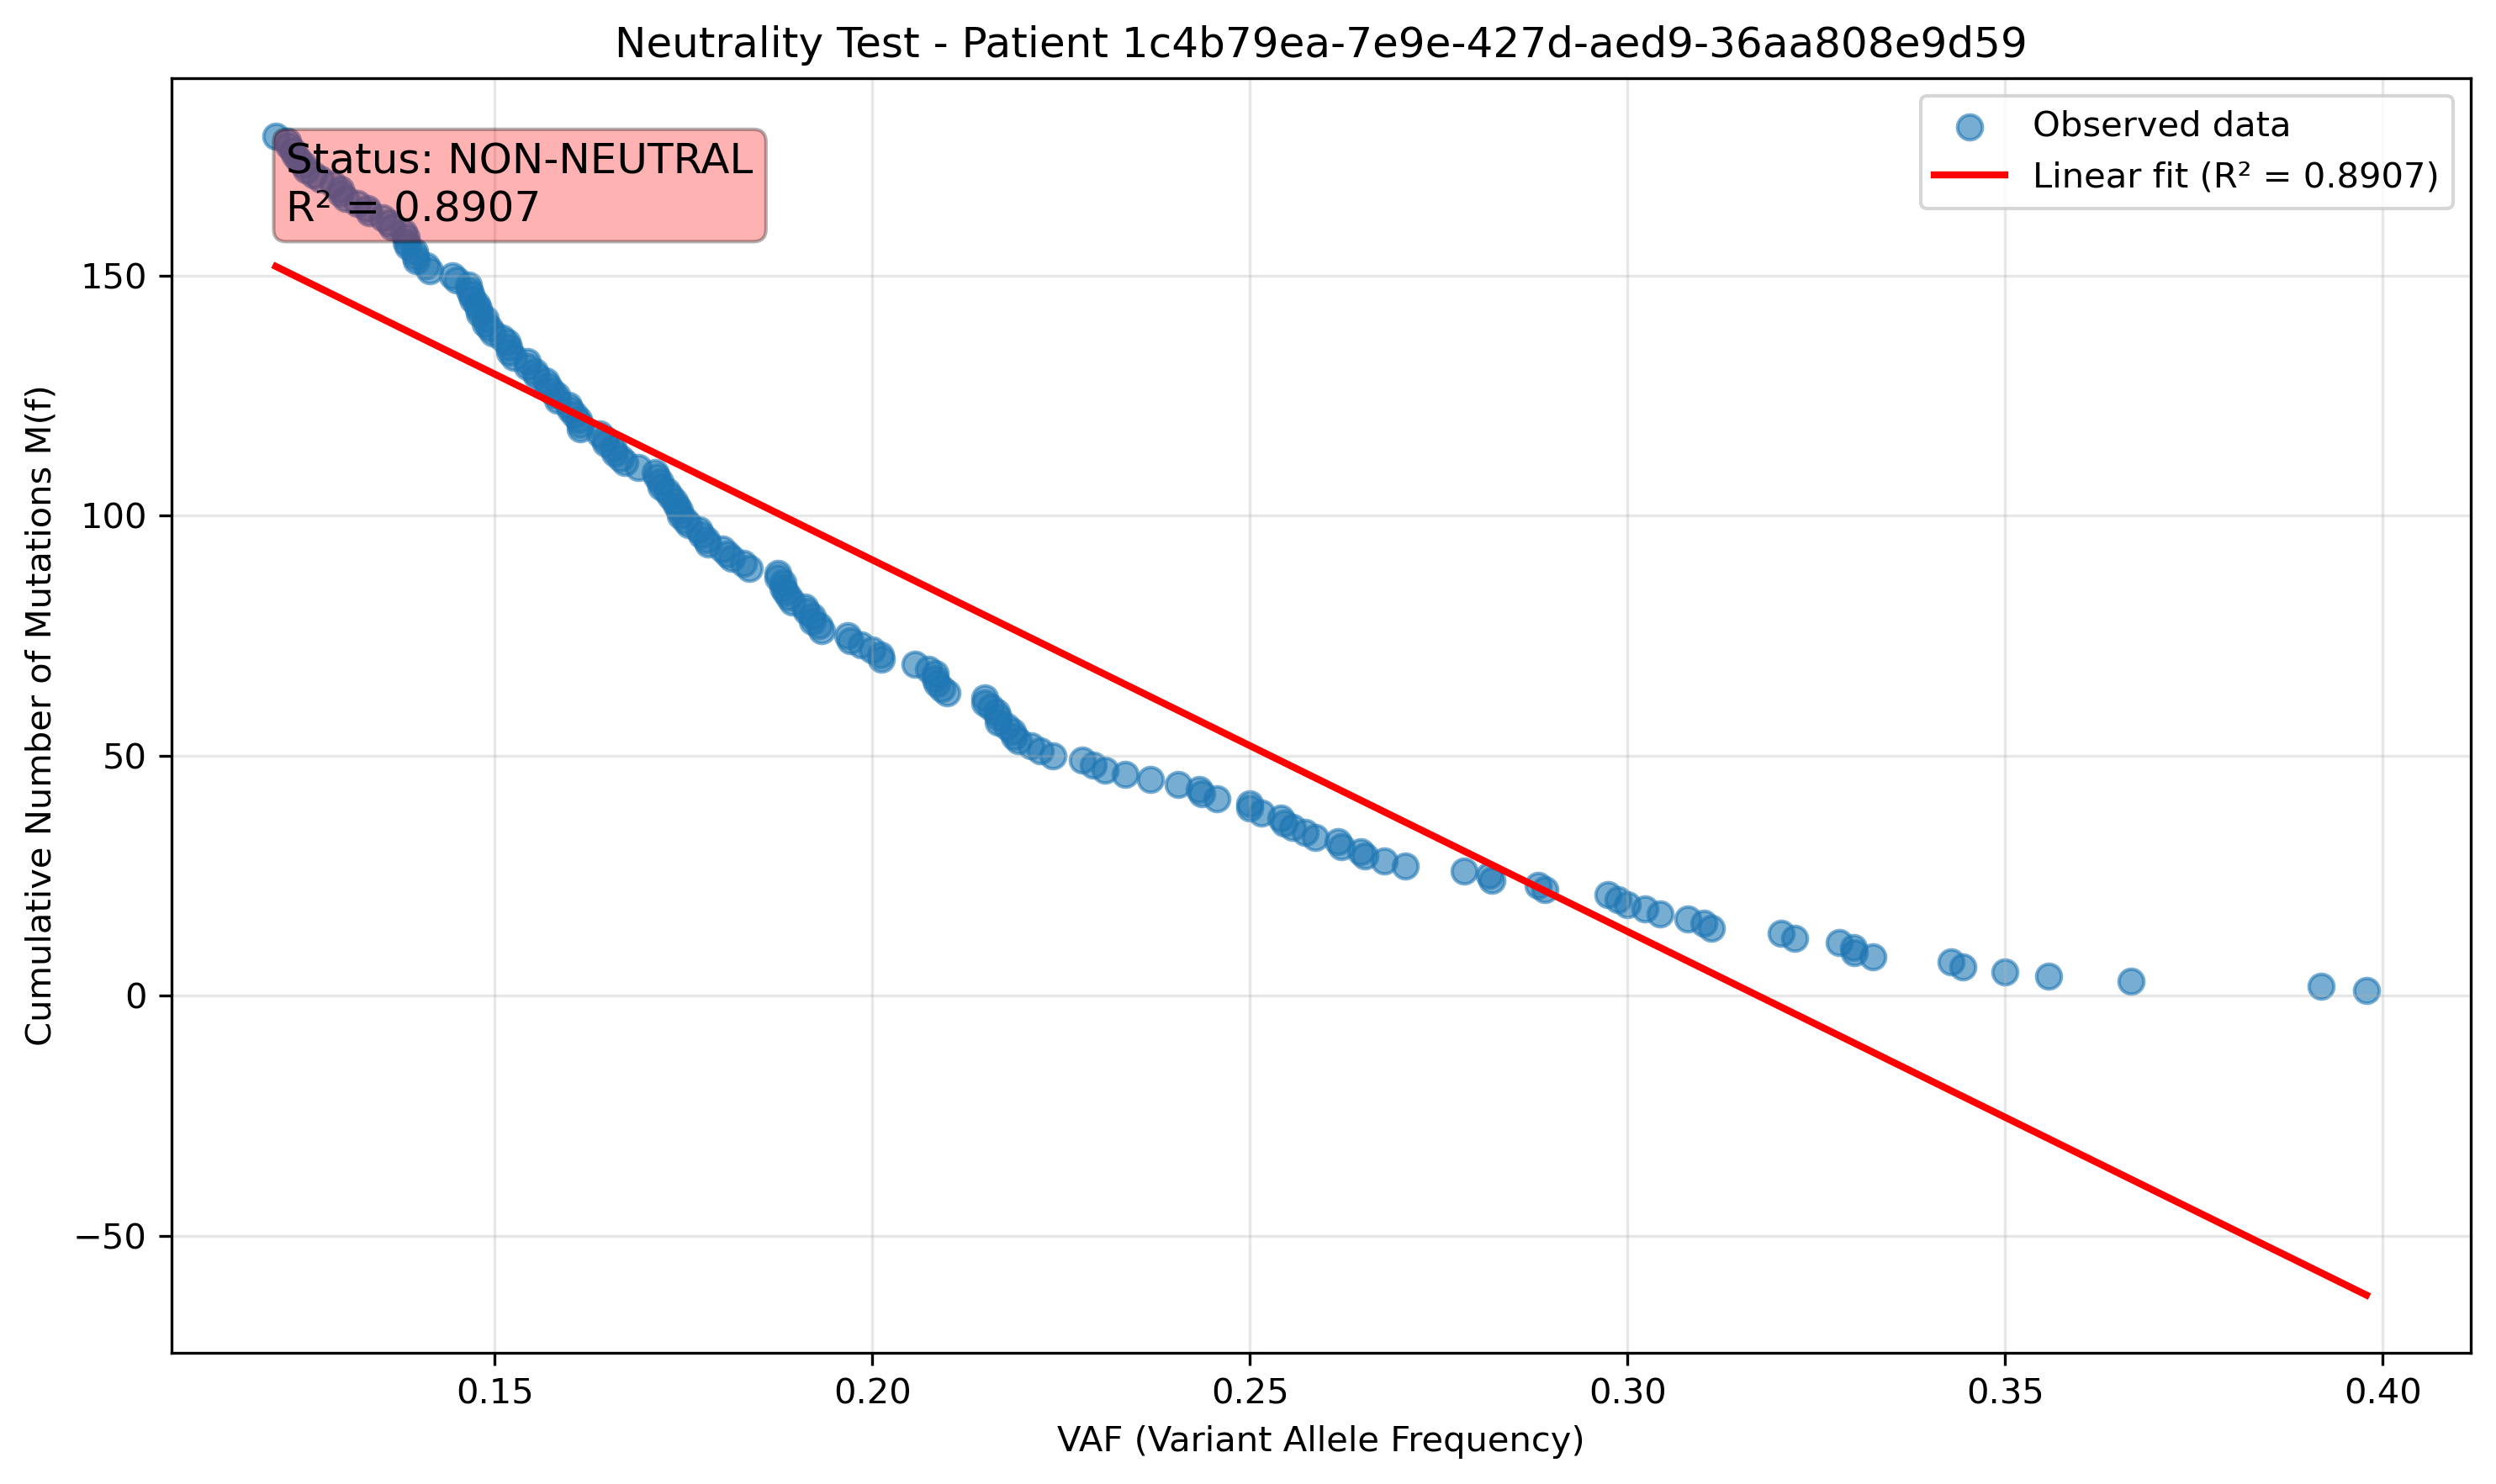 Neutrality Test - Patient 1c4b79ea-7e9e-427d-aed9-36aa808e9d59
Status: NON-NEUTRAL
R² = 0.8907
Observed data
Linear fit (R² = 0.8907)
Cumulative Number of Mutations M(f)
150
100
50
0
−50
0.15
0.20
0.25
0.30
0.35
0.40
VAF (Variant Allele Frequency)